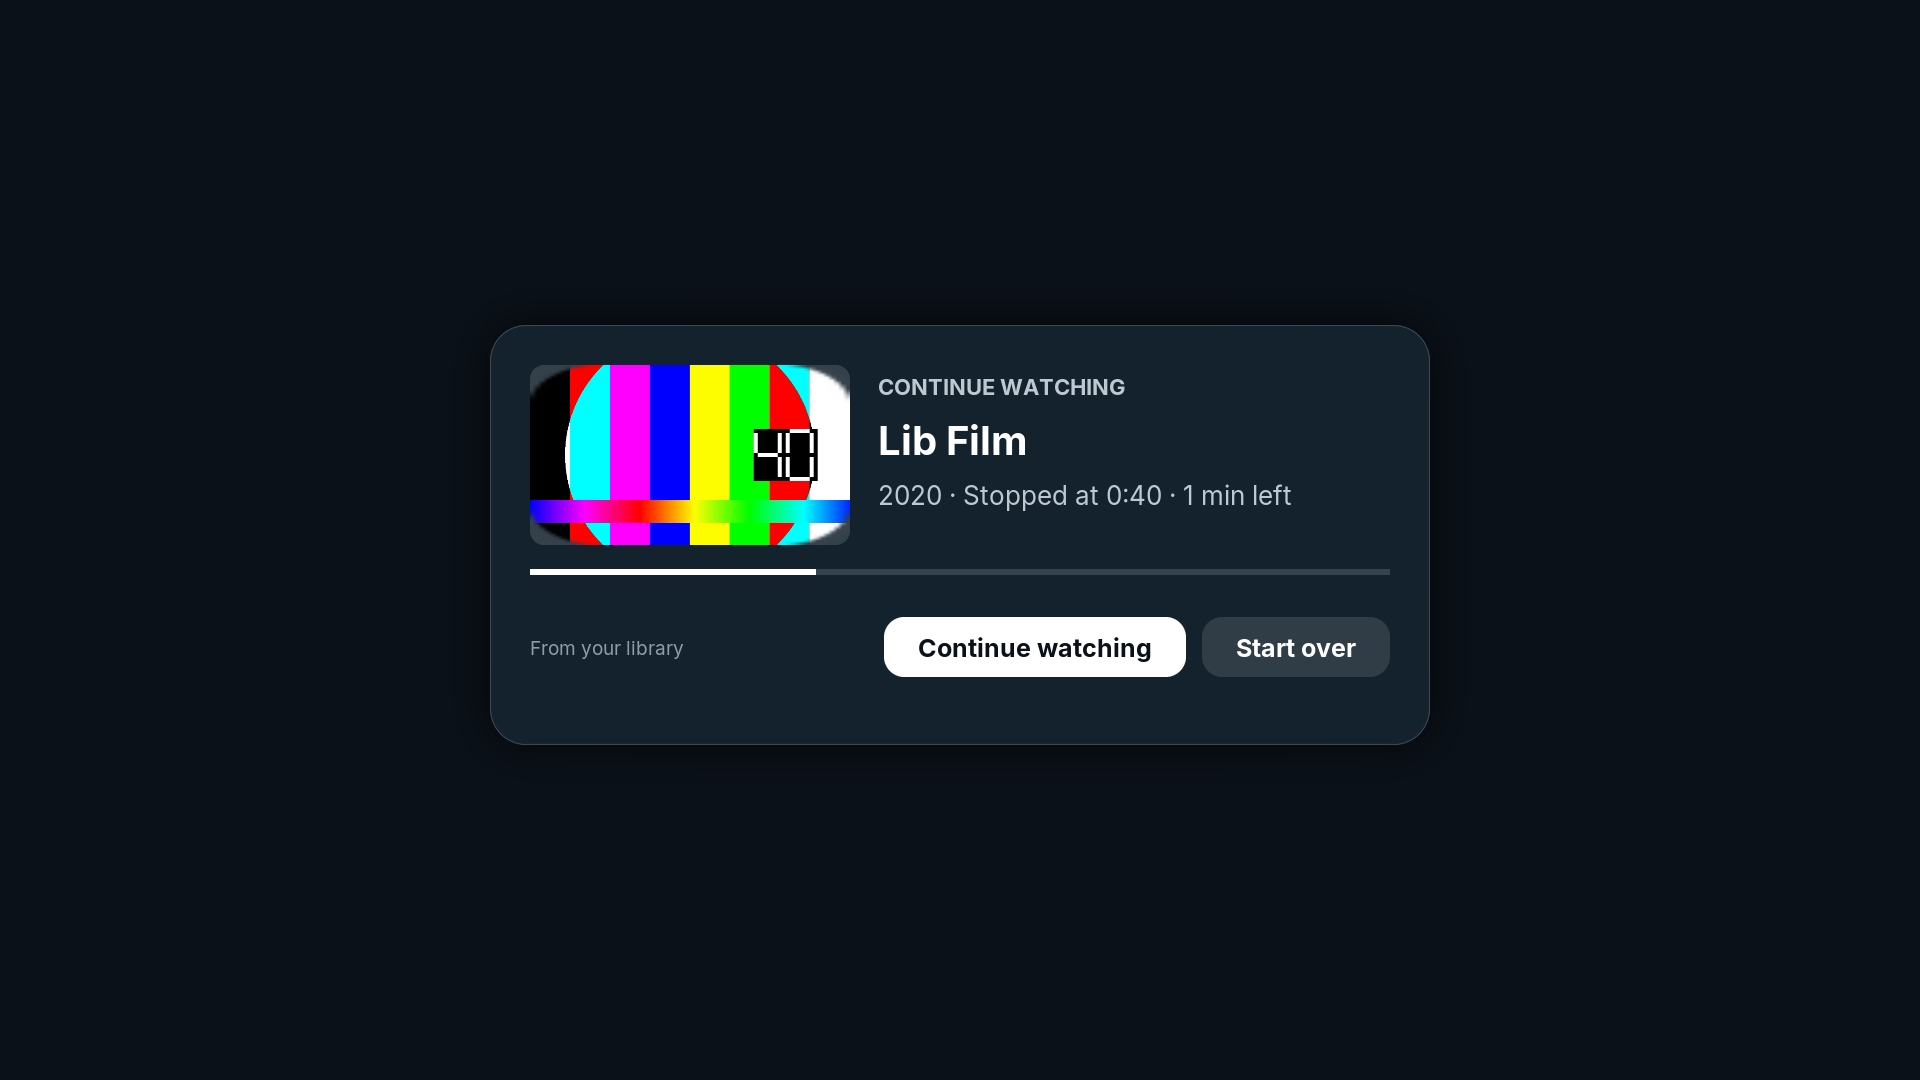 CONTINUE WATCHING
Lib Film
2020 · Stopped at 0:40 · 1 min left
From your library
Continue watching
Start over